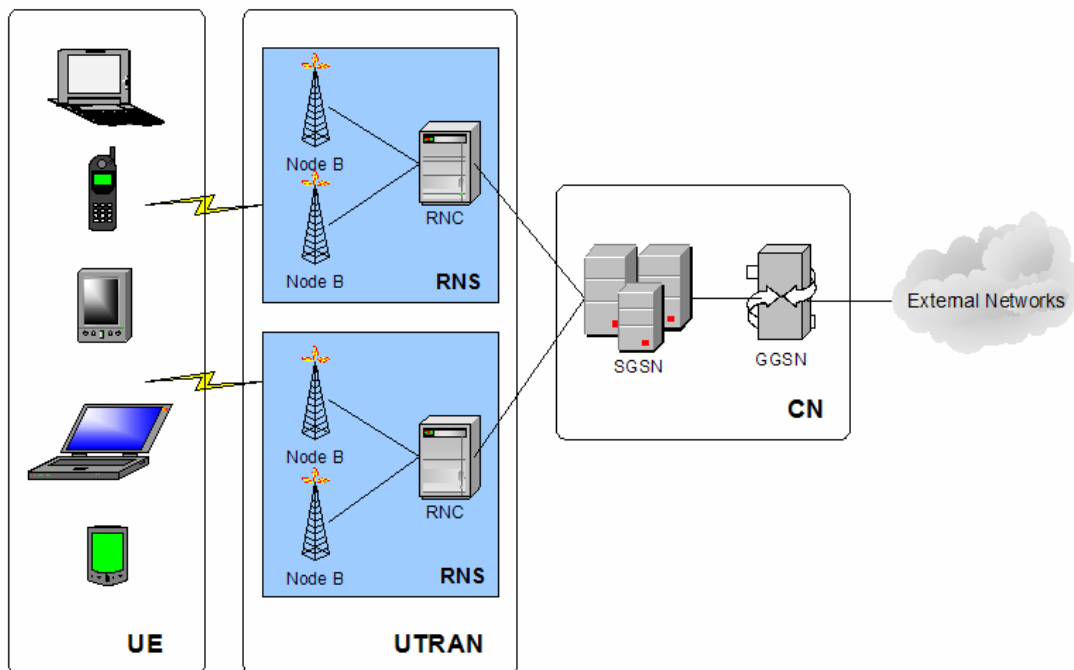 Node B
Node B
RNC
RNS
Node B
Node B
RNC
RNS
UE
UTRAN
SGSN
GGSN
CN
External Networks